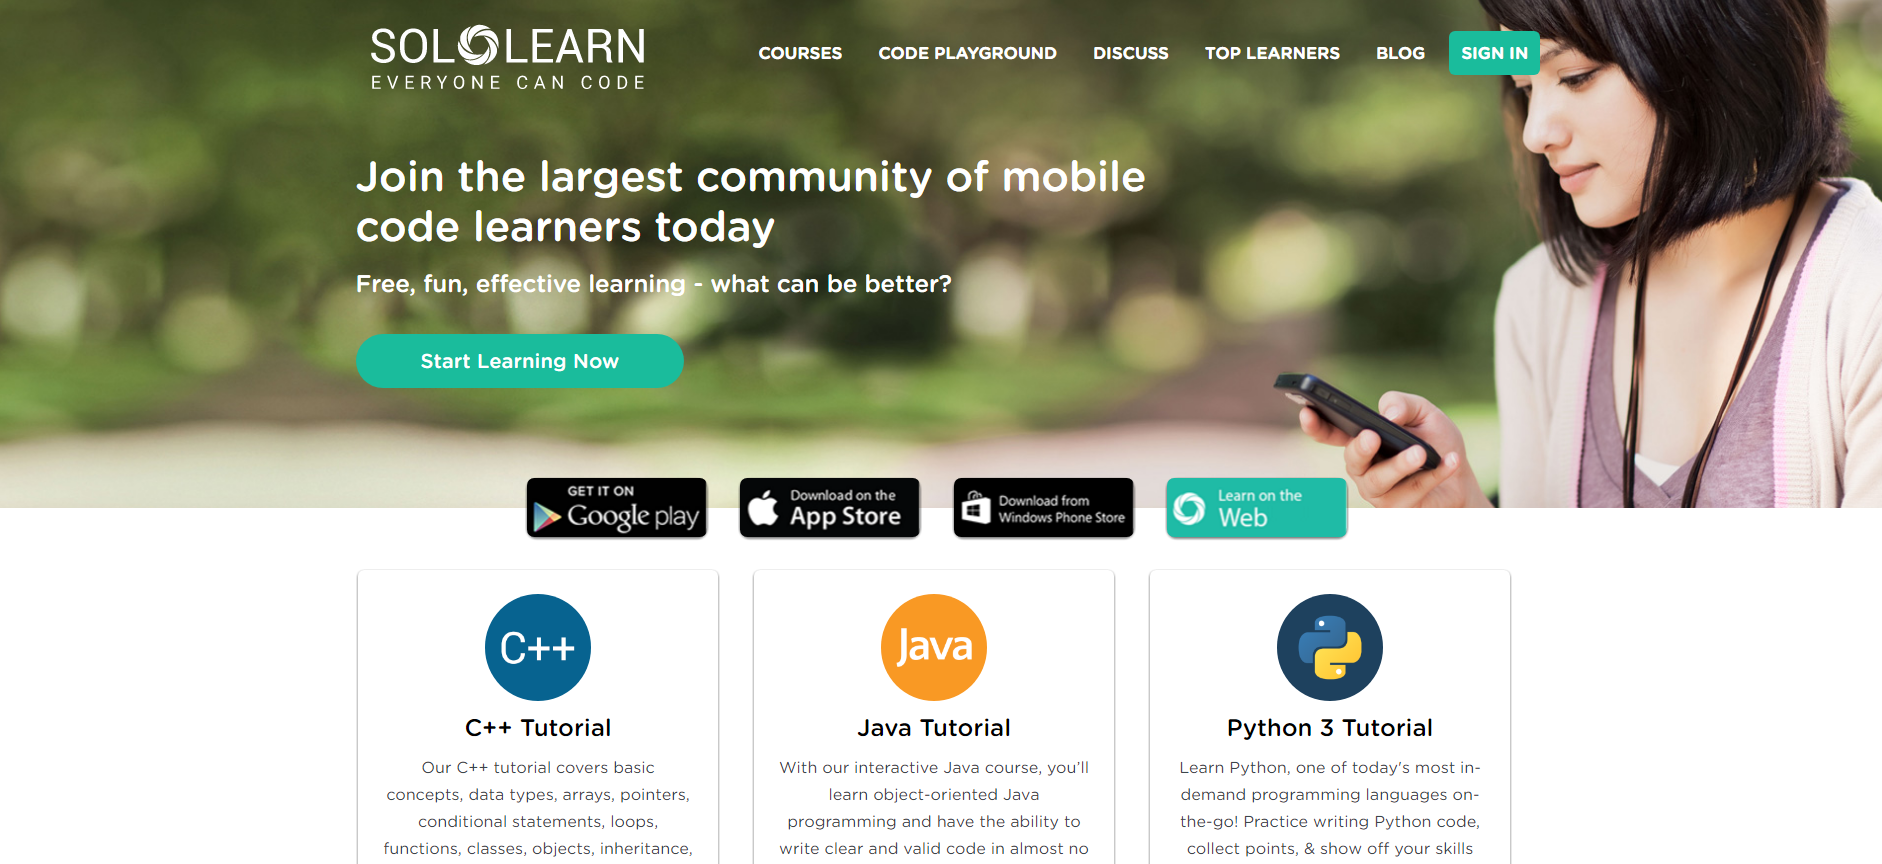 SOLOLEARN
EVERYONE CAN CODE
COURSES CODE PLAYGROUND DISCUSS TOP LEARNERS BLOG SIGN IN
Join the largest community of mobile
code learners today
Free, fun, effective learning - what can be better?
Start Learning Now
GET IT ON
Google play
Download on the
App Store
Download from
Windows Phone Store
Learn on the
Web
C++
C++ Tutorial
Our C++ tutorial covers basic
concepts, data types, arrays, pointers,
conditional statements, loops,
functions, classes, objects, inheritance,
Java
Java Tutorial
With our interactive Java course, you’ll
learn object-oriented Java
programming and have the ability to
write clear and valid code in almost no
Python 3 Tutorial
Learn Python, one of today's most in-
demand programming languages on-
the-go! Practice writing Python code,
collect points, & show off your skills